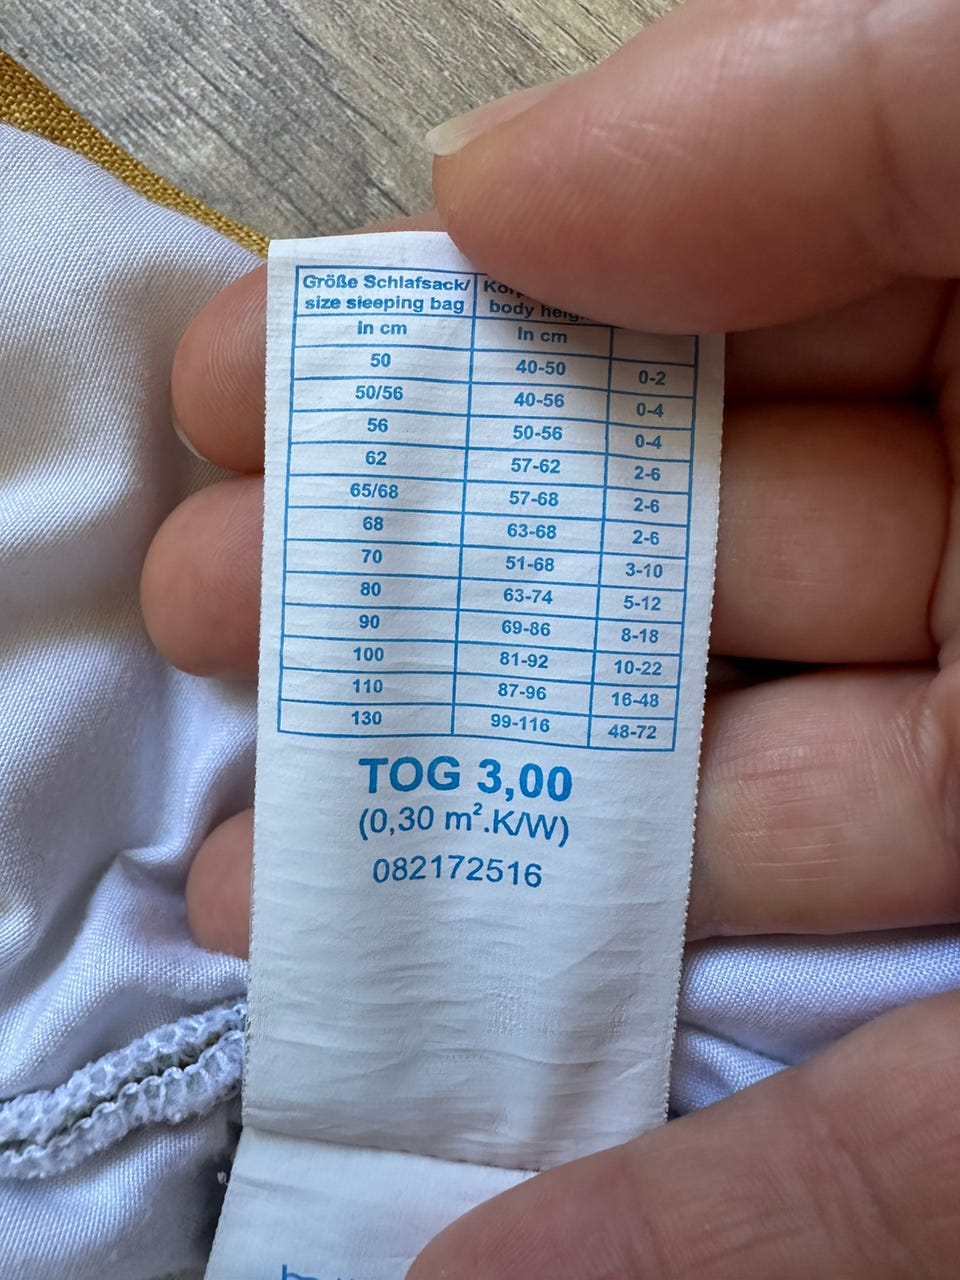 Größe Schlafsack/
size sleeping bag
body
In cm
In cm
50 40-50 0-2
50/56 40-56 0-4
56 50-56 0-4
62 57-62 2-6
65/68 57-68 2-6
68 63-68 2-6
70 51-68 3-10
80 63-74 5-12
90 69-86 8-18
100 81-92 10-22
110 87-96 16-48
130 99-116 48-72
TOG 3,00
(0,30 m².K/W)
082172516